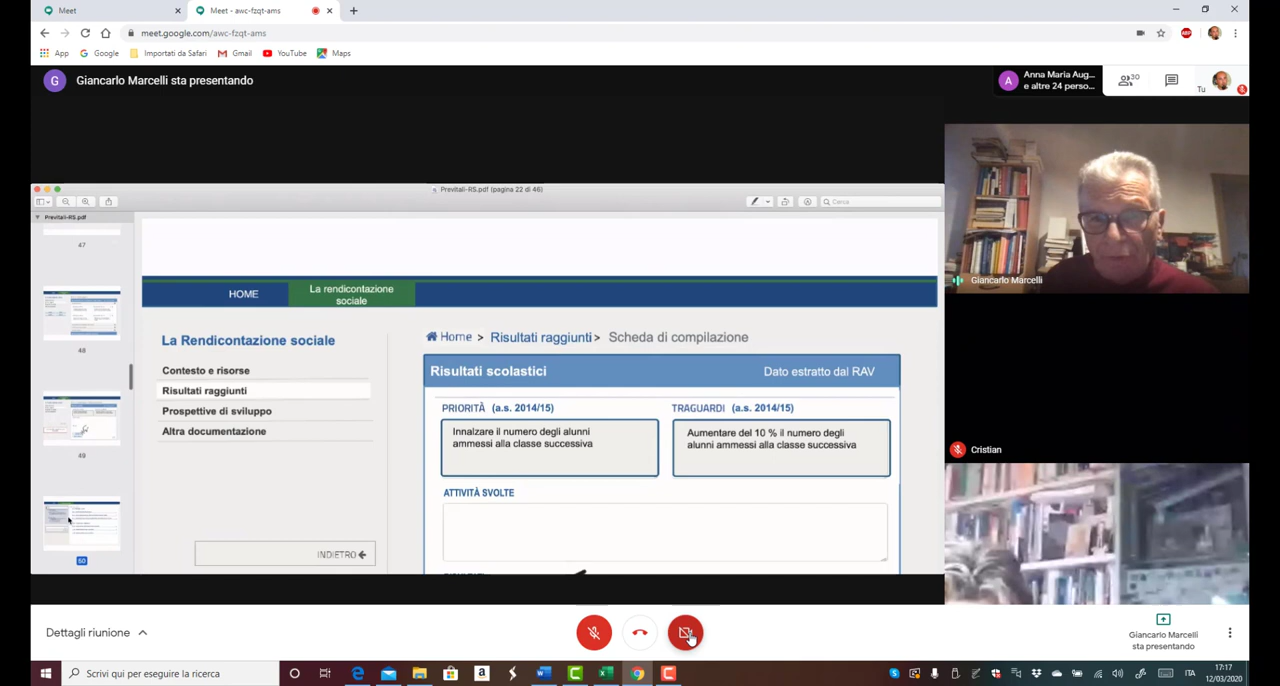 Meet
Meet - awc-fzqt-ams
meet.google.com/awc-fzqt-ams
App
Google
Importati da Safari
Gmail
YouTube
Maps
G
Giancarlo Marcelli sta presentando
A
Anna Maria Aug...
e altre 24 perso...
30
Tu
Previtali-RS.pdf (pagina 22 di 46)
Cerca
Previtali-RS.pdf
47
48
49
50
HOME
La rendicontazione
sociale
La Rendicontazione sociale
Contesto e risorse
Risultati raggiunti
Prospettive di sviluppo
Altra documentazione
INDIETRO
Home > Risultati raggiunti > Scheda di compilazione
Risultati scolastici
Dato estratto dal RAV
PRIORITÀ (a.s. 2014/15)
TRAGUARDI (a.s. 2014/15)
Innalzare il numero degli alunni
ammessi alla classe successiva
Aumentare del 10 % il numero degli
alunni ammessi alla classe successiva
ATTIVITÀ SVOLTE
Giancarlo Marcelli
Cristian
Dettagli riunione
Giancarlo Marcelli
sta presentando
Scrivi qui per eseguire la ricerca
ITA
17:17
12/03/2020